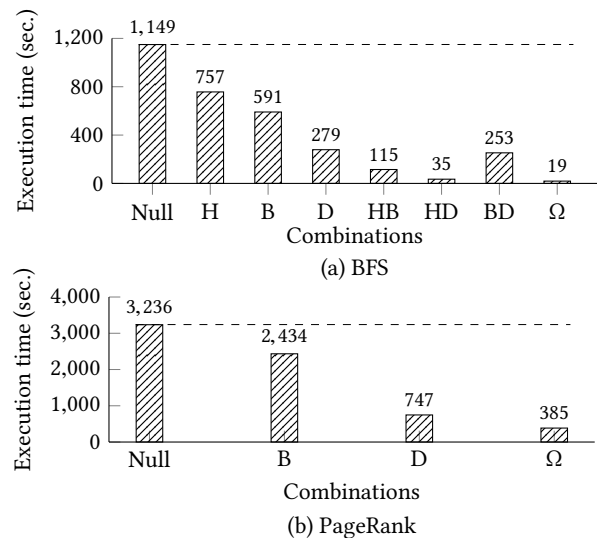 Execution time (sec.)
1,200
800
400
0
1,149
757
591
279
115
35
253
19
Null H B D HB HD BD Ω
Combinations
(a) BFS
Execution time (sec.)
4,000
3,000
2,000
1,000
0
3,236
2,434
747
385
Null B D Ω
Combinations
(b) PageRank